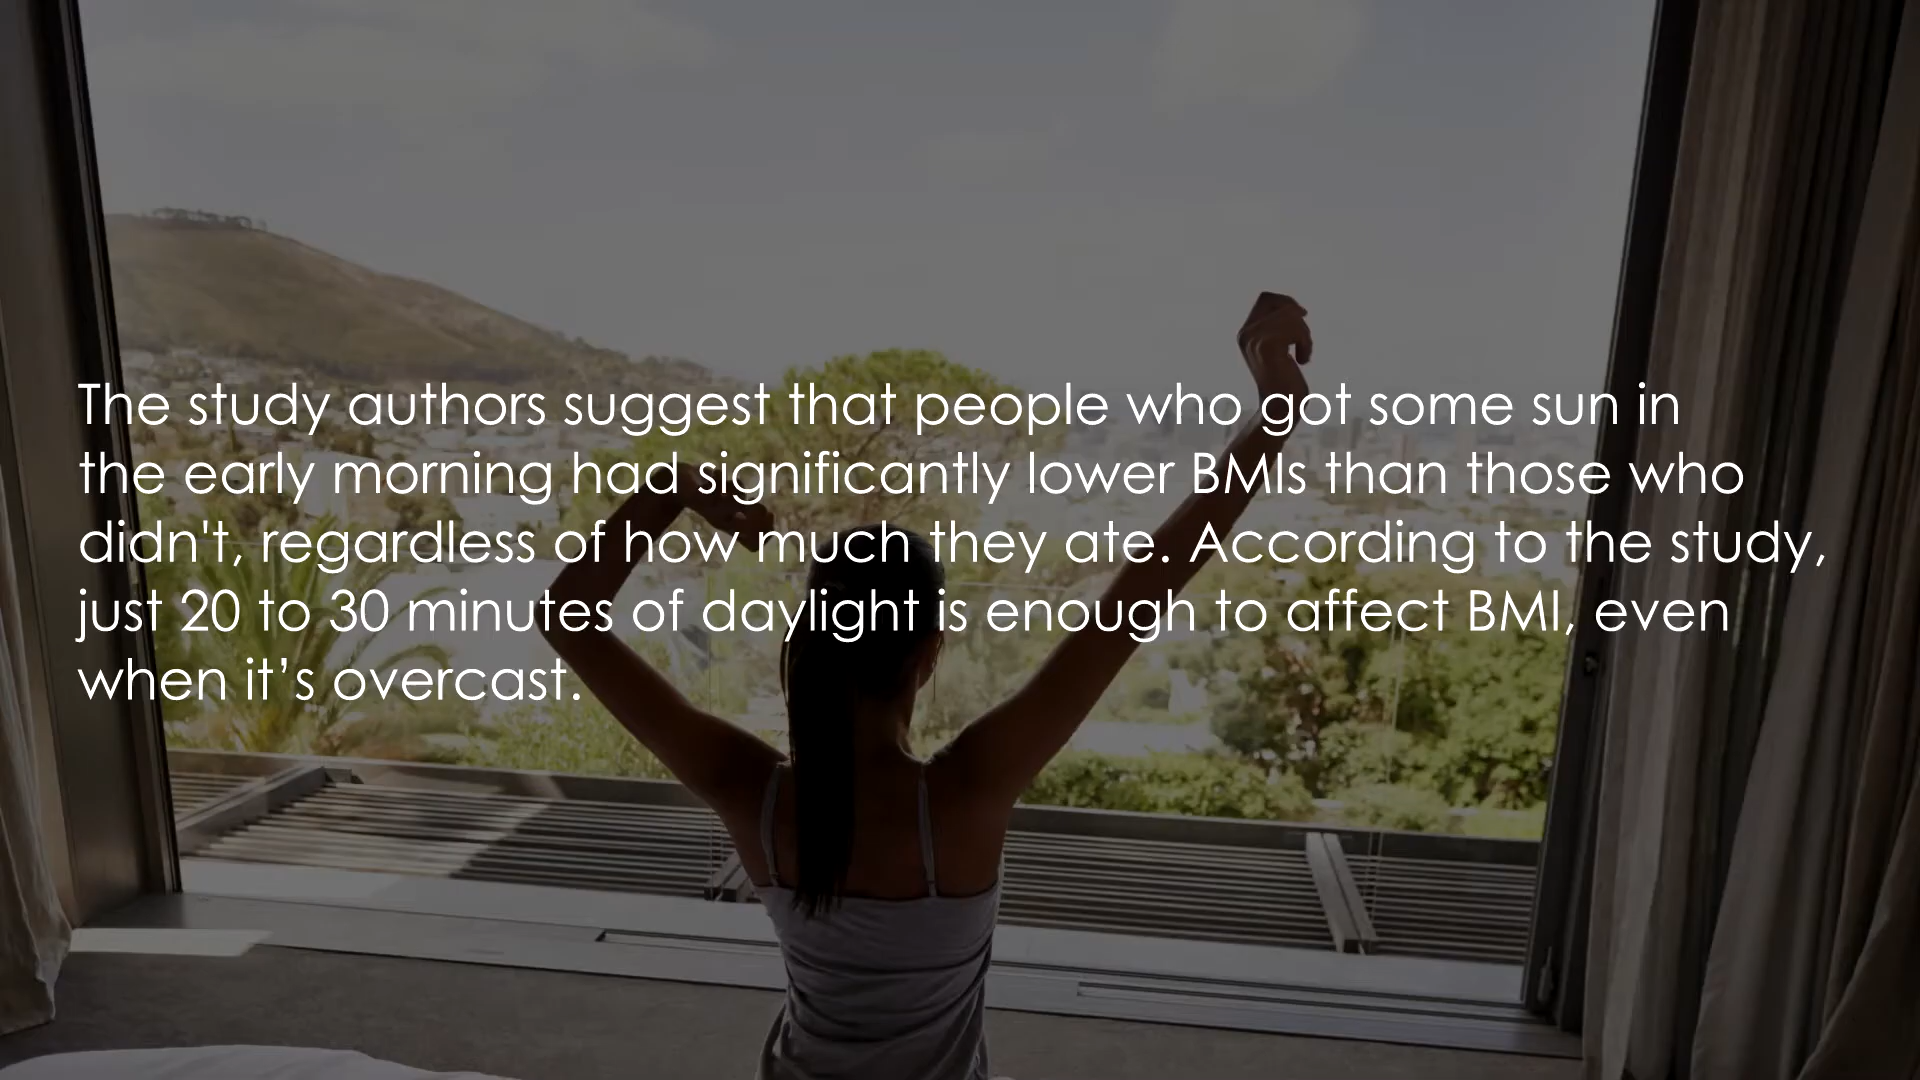 The study authors suggest that people who got some sun in
the early morning had significantly lower BMIs than those who
didn't, regardless of how much they ate. According to the study,
just 20 to 30 minutes of daylight is enough to affect BMI, even
when it’s overcast.